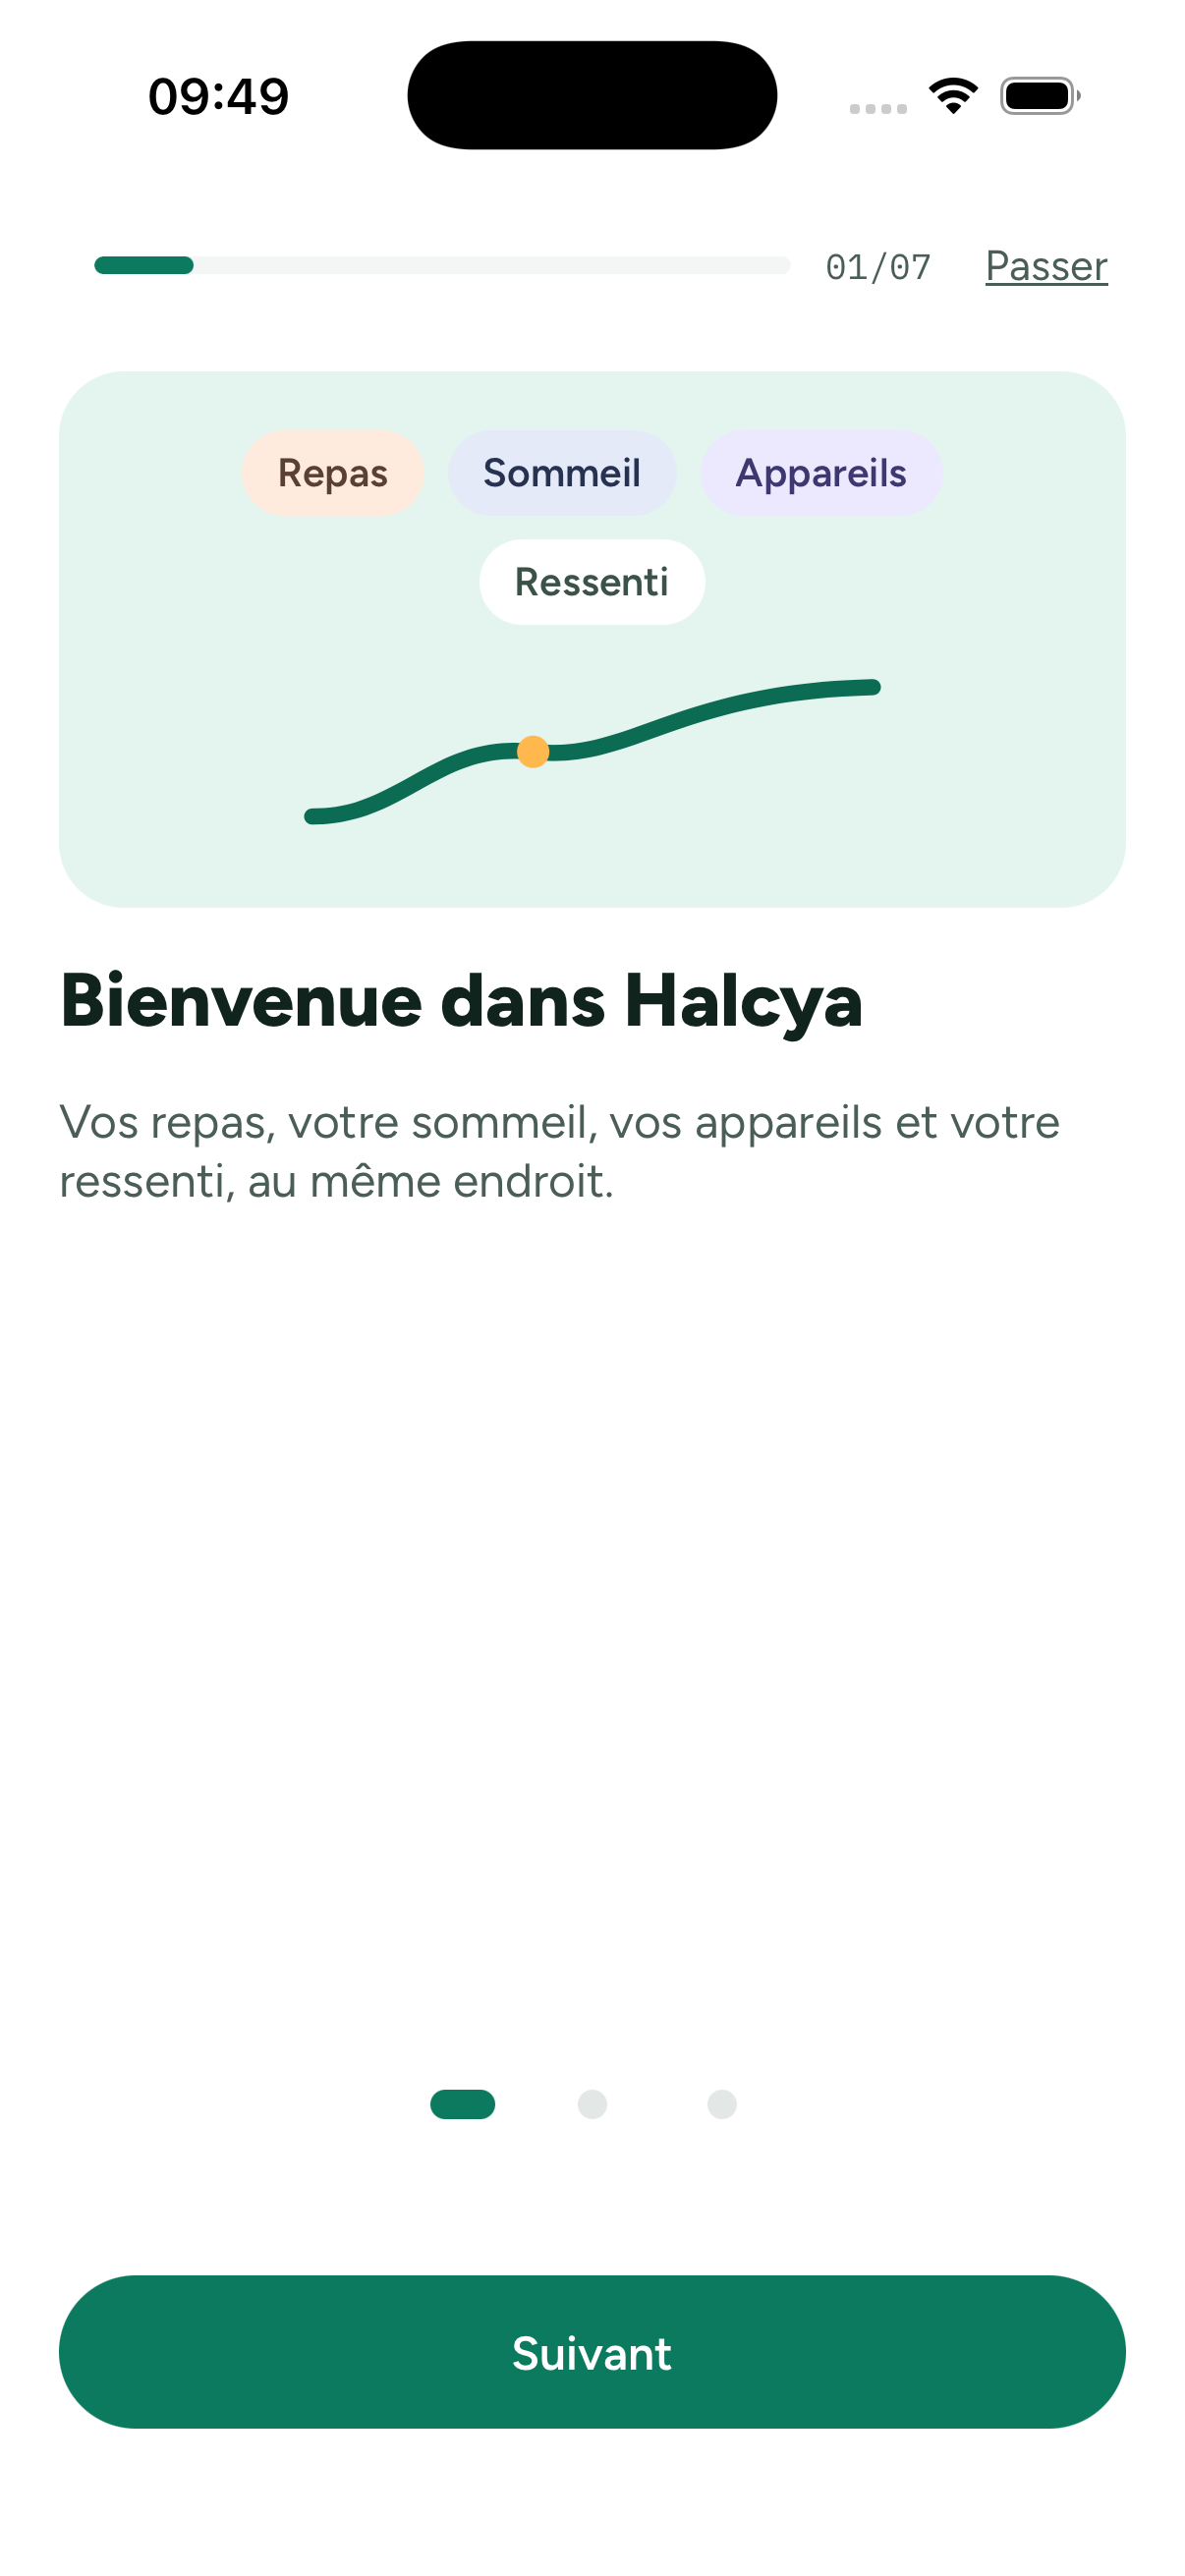 09:49
01/07 Passer
Repas Sommeil Appareils
Ressenti
Bienvenue dans Halcya
Vos repas, votre sommeil, vos appareils et votre
ressenti, au même endroit.
Suivant